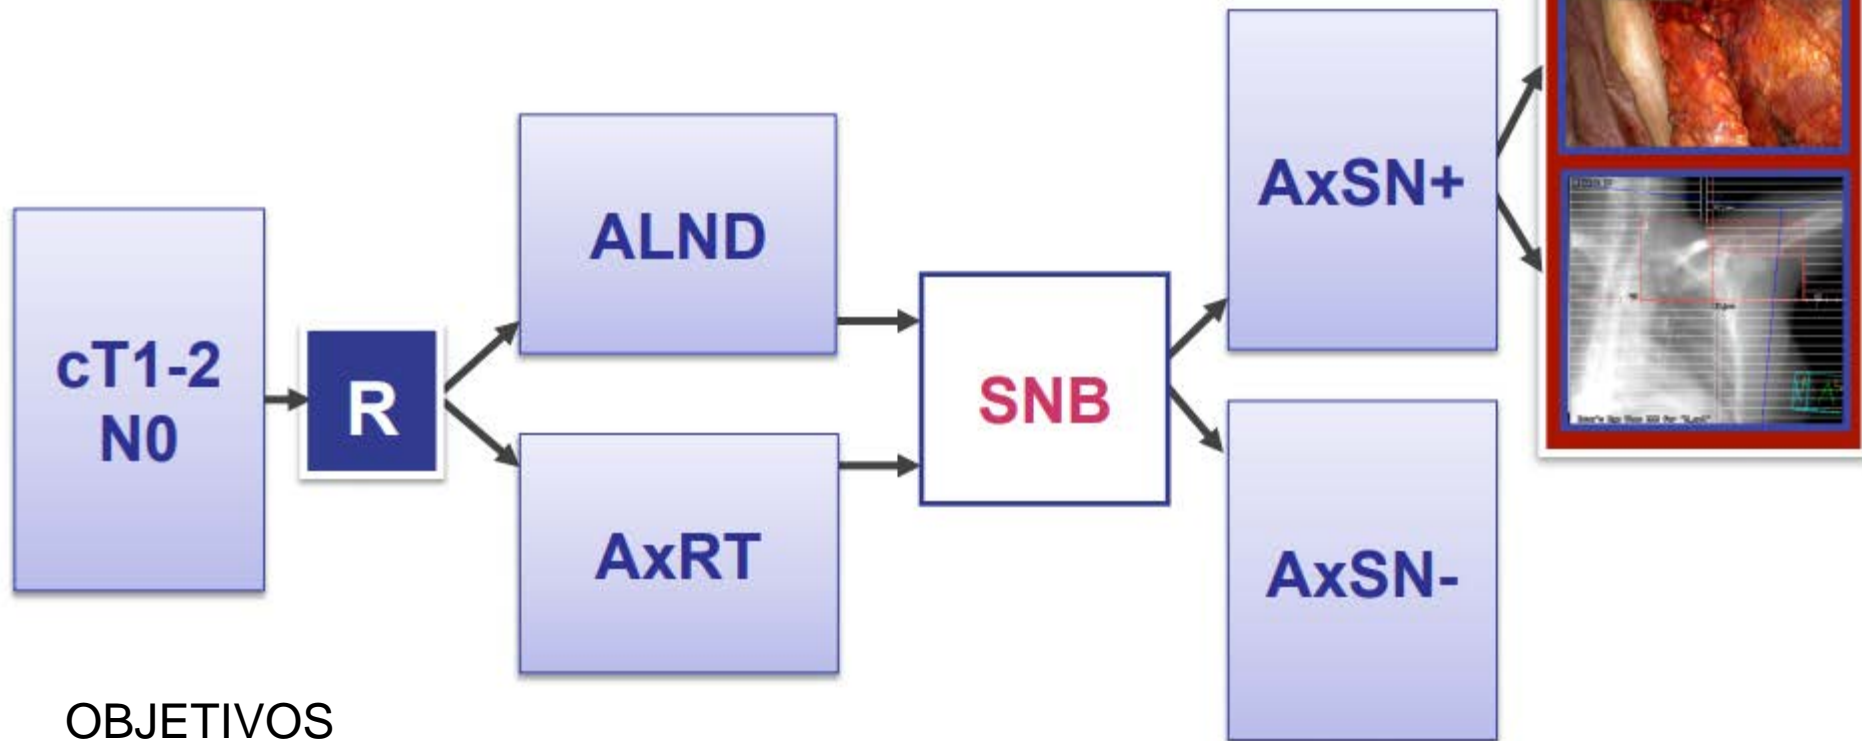 cT1-2
N0
R
ALND
AxRT
SNB
AxSN+
AxSN-
OBJETIVOS